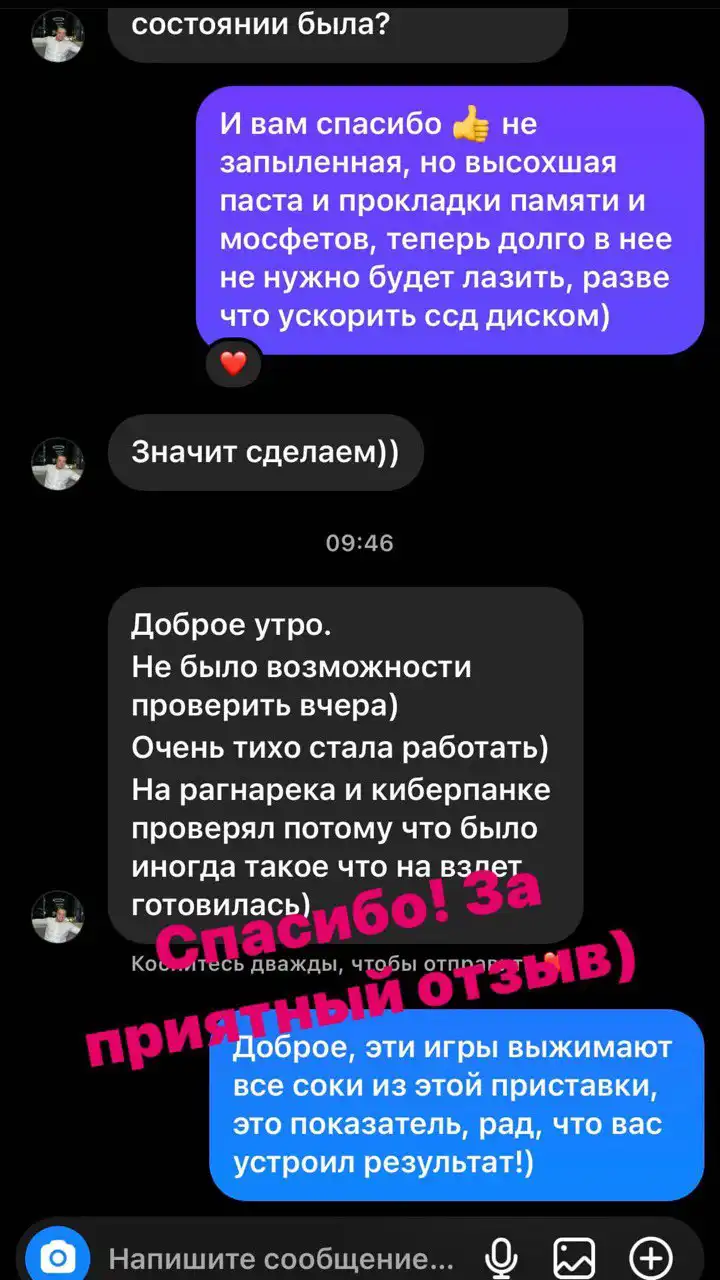 состоянии была?
И вам спасибо 👍 не
запыленная, но высохшая
паста и прокладки памяти и
мосфетов, теперь долго в нее
не нужно будет лазить, разве
что ускорить ссд диском)
Значит сделаем))
09:46
Доброе утро.
Не было возможности
проверить вчера)
Очень тихо стала работать)
На рагнарека и киберпанке
проверял потому что было
иногда такое что на взлет
готовилась)
Спасибо! За
приятный отзыв)
Коснитесь дважды, чтобы
Доброе, эти игры выжимают
все соки из этой приставки,
это показатель, рад, что вас
устроил результат!)
Напишите сообщение...